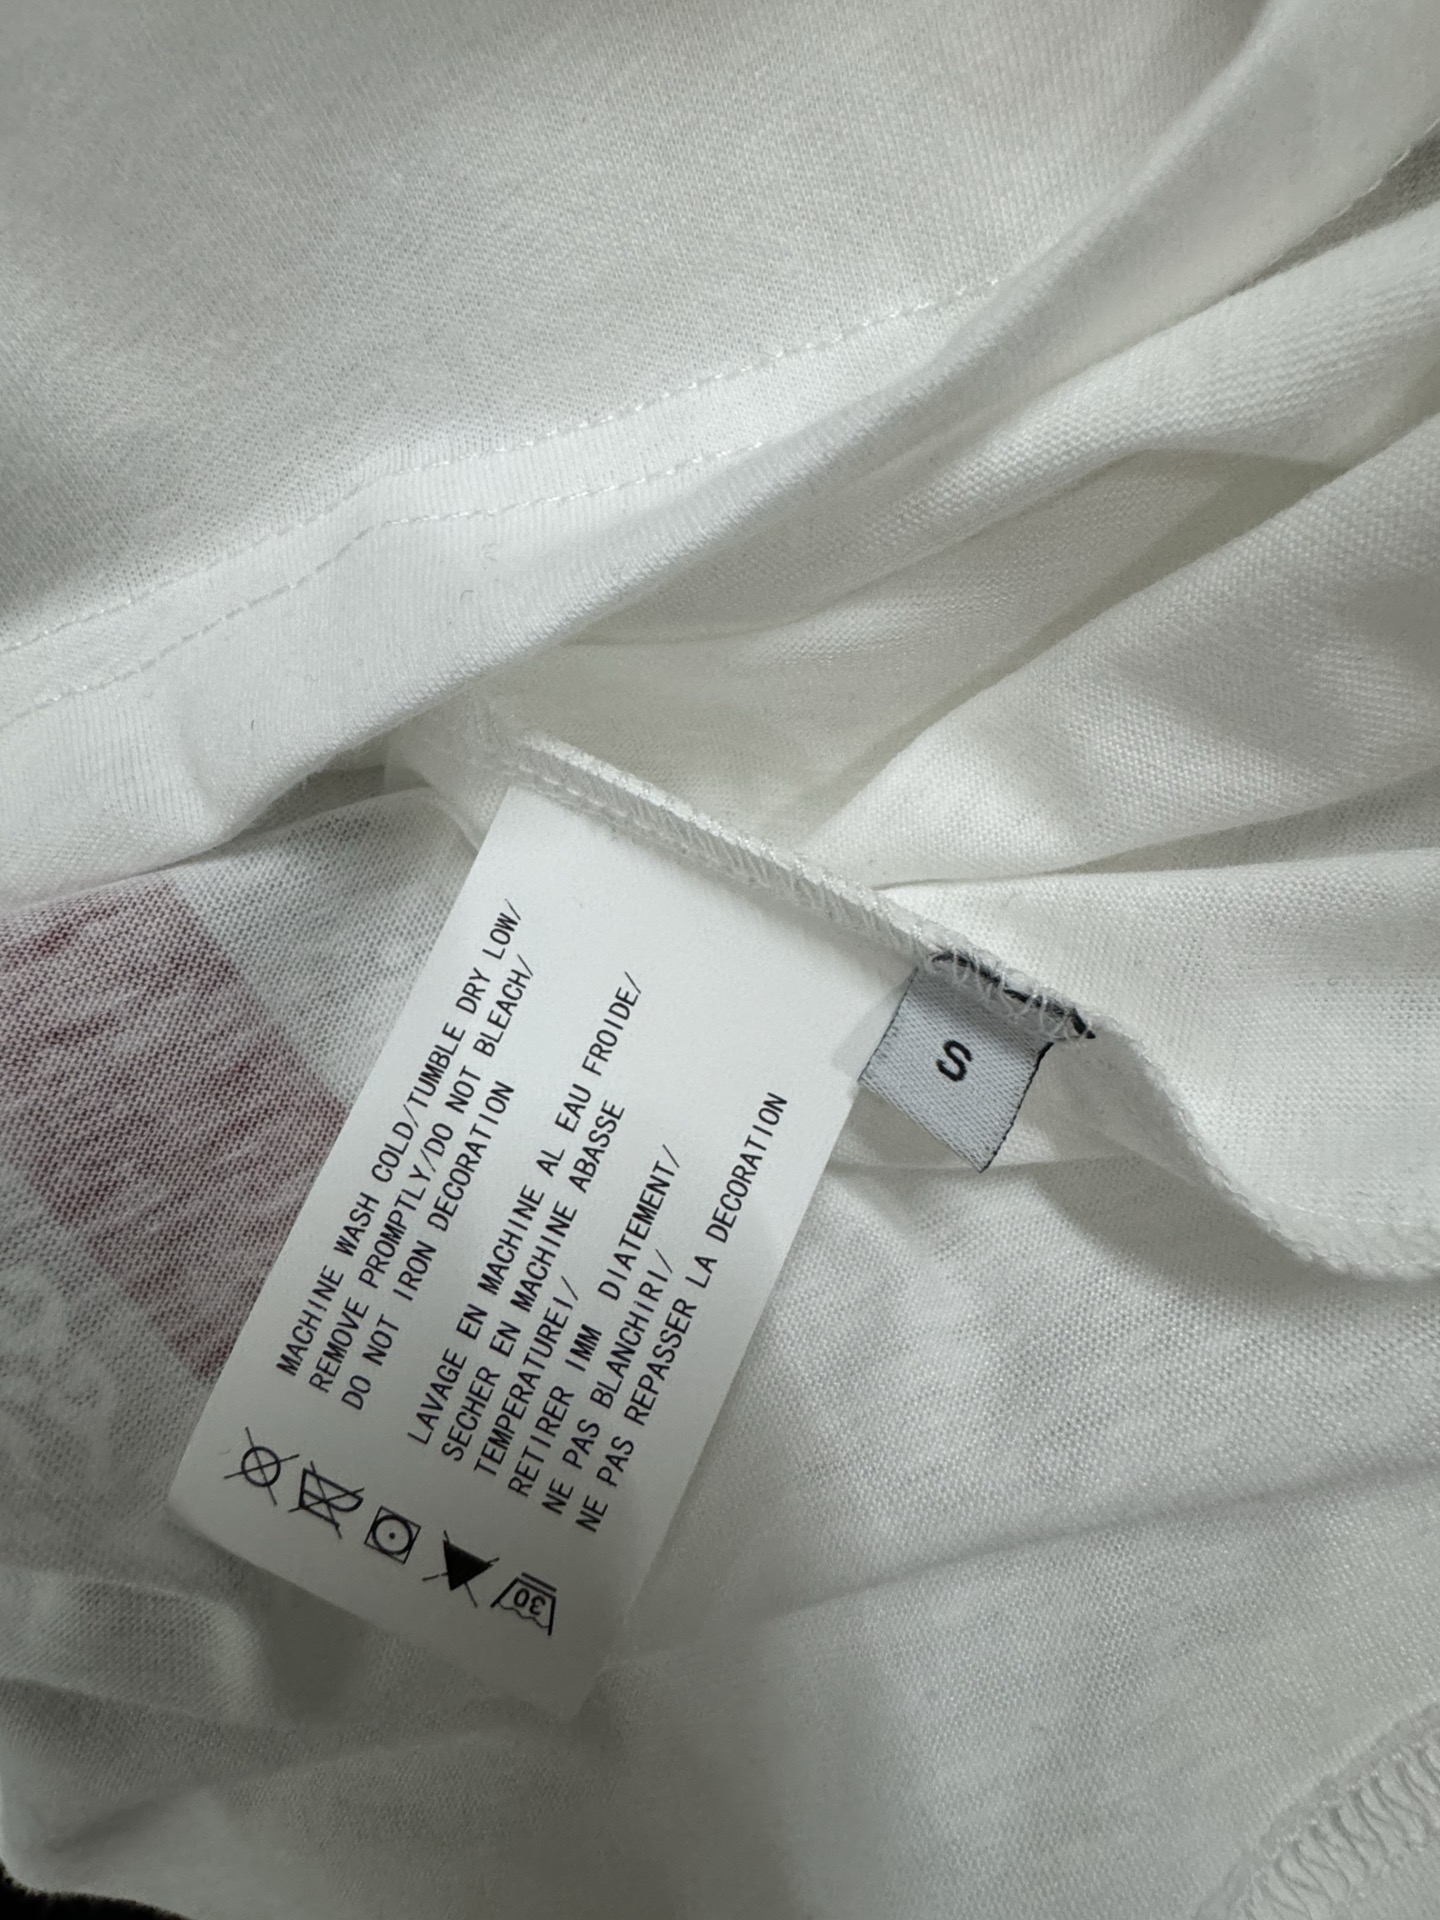 MACHINE WASH COLD/TUMBLE DRY LOW/
REMOVE PROMPTLY/DO NOT BLEACH/
DO NOT IRON DECORATION
LAVAGE EN MACHINE AL EAU FROIDE/
SECHER EN MACHINE ABASSE
TEMPERATUREI/
RETIRER IMM DIATEMENT/
NE PAS BLANCHIRI/
NE PAS REPASSER LA DECORATION
30
S